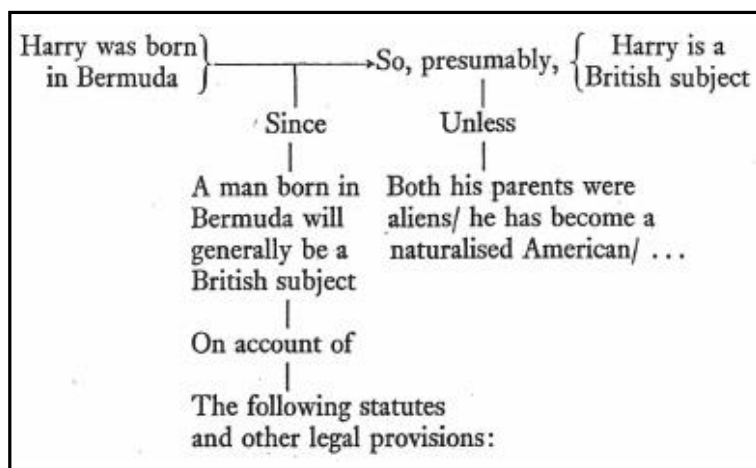 Harry was born
in Bermuda
So, presumably,
Harry is a
British subject
Since
A man born in
Bermuda will
generally be a
British subject
On account of
The following statutes
and other legal provisions:
Unless
Both his parents were
aliens/ he has become a
naturalised American/ ...